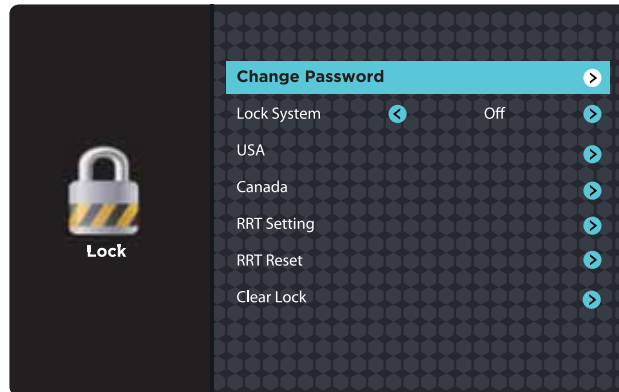 Change Password
Lock System Off
USA
Canada
RRT Setting
RRT Reset
Clear Lock
Lock